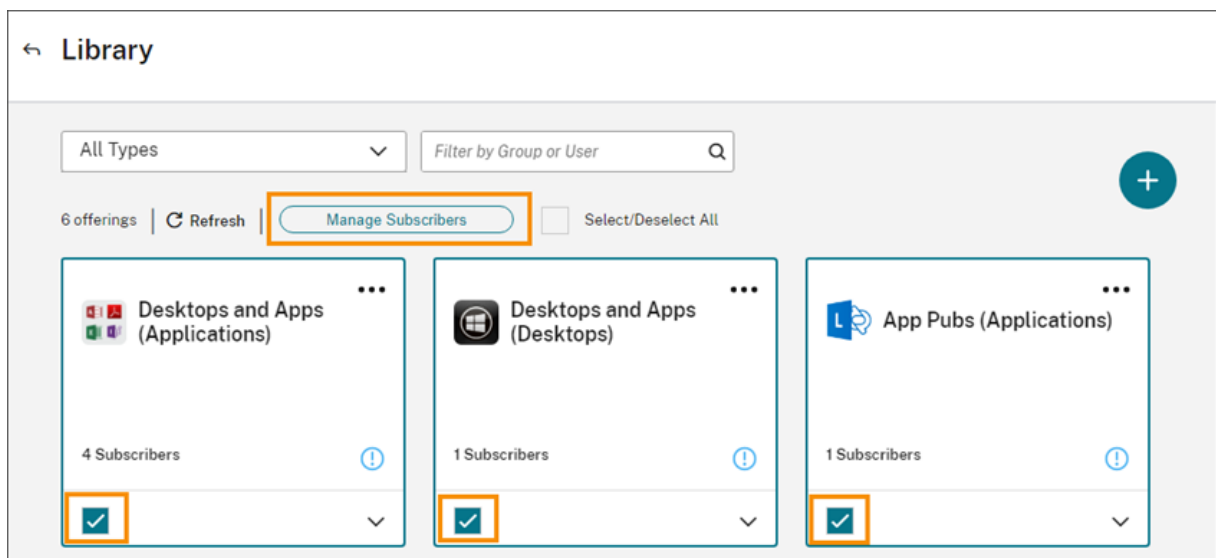 Library
All Types
Filter by Group or User
6 offerings
Refresh
Manage Subscribers
Select/Deselect All
Desktops and Apps
(Applications)
4 Subscribers
Desktops and Apps
(Desktops)
1 Subscribers
App Pubs (Applications)
1 Subscribers